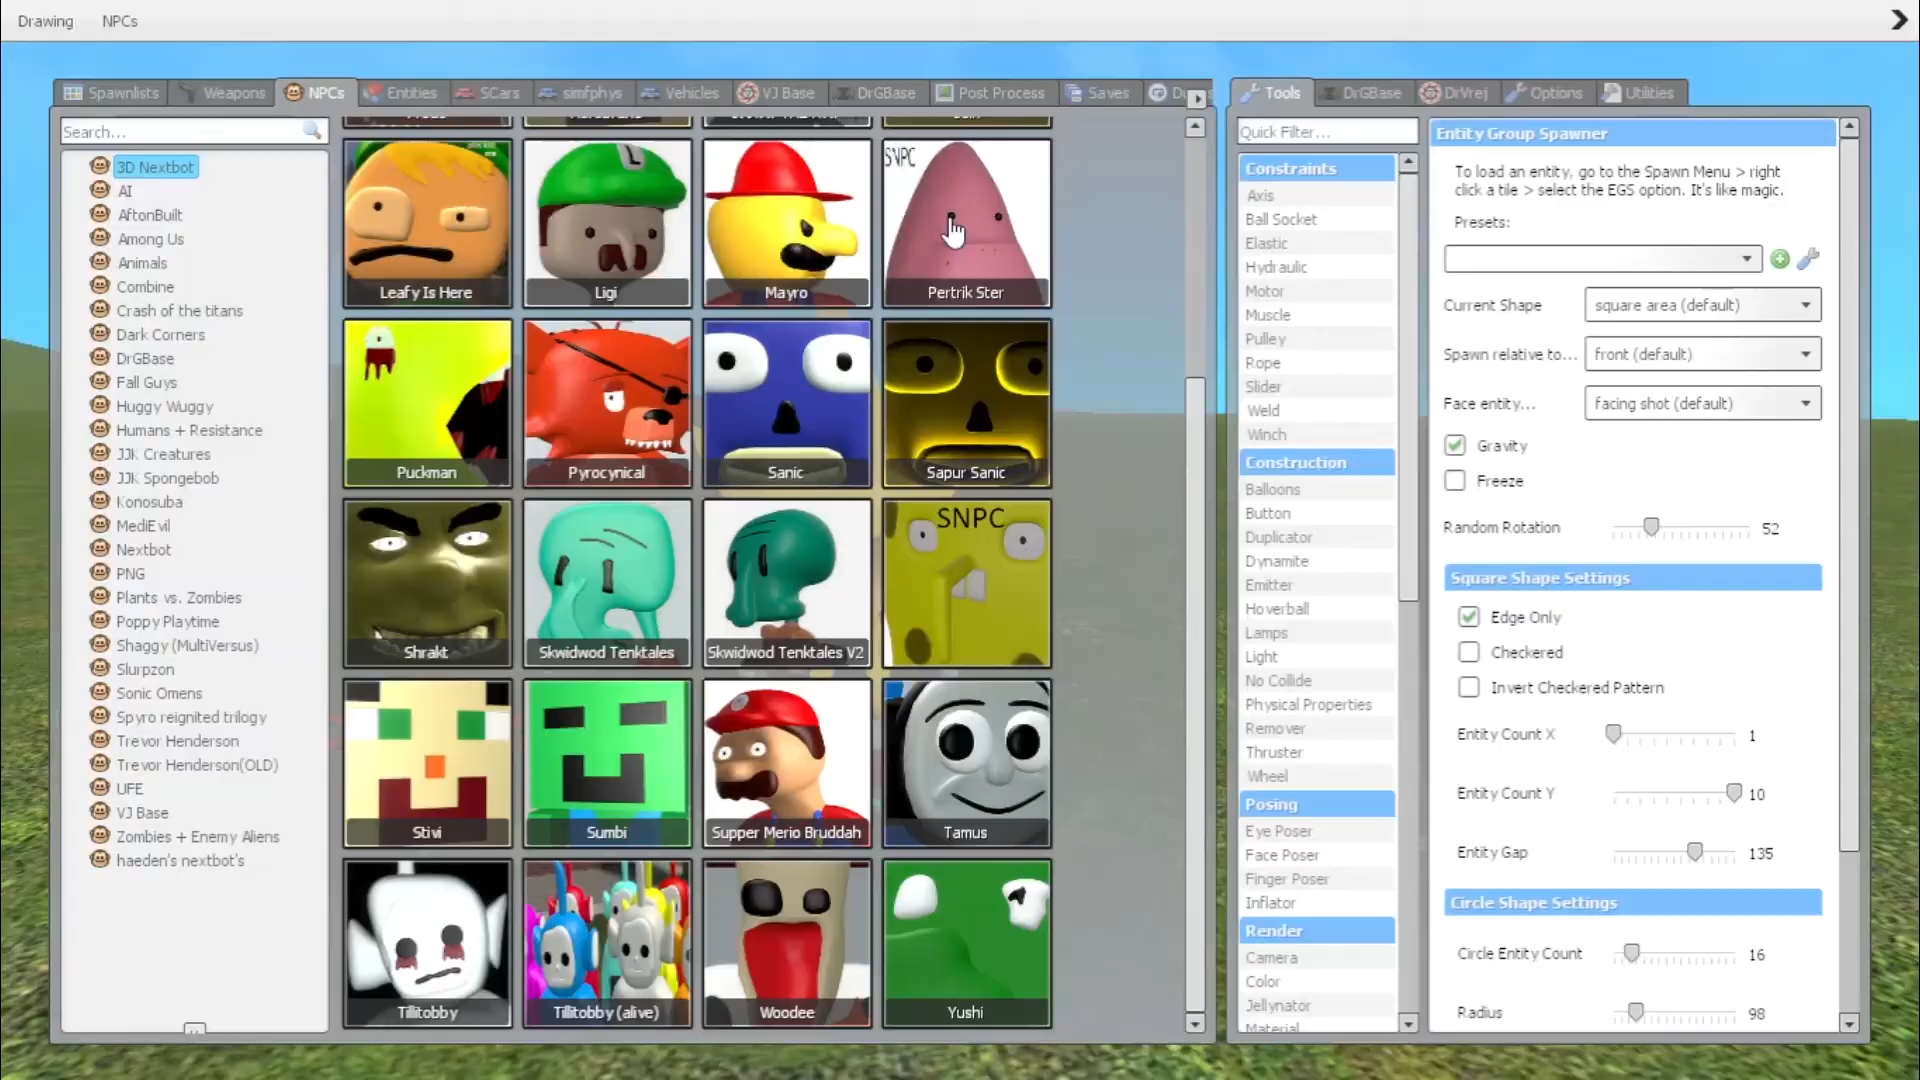 Drawing NPCs
Spawnlists Weapons NPCs Entities SCars simfphys Vehicles VJ Base DrGBase Post Process Saves
Search...
3D Nextbot
AI
AftonBuilt
Among Us
Animals
Combine
Crash of the titans
Dark Corners
DrGBase
Fall Guys
Huggy Wuggy
Humans + Resistance
JJK Creatures
JJK Spongebob
Konosuba
MediEvil
Nextbot
PNG
Plants vs. Zombies
Poppy Playtime
Shaggy (MultiVersus)
Slurpzon
Sonic Omens
Spyro reignited trilogy
Trevor Henderson
Trevor Henderson(OLD)
UFE
VJ Base
Zombies + Enemy Aliens
haeden's nextbot's
L
SNPC
Leafy Is Here
Ligi
Mayro
Pertrik Ster
Puckman
Pyrocynical
Sanic
Sapur Sanic
SNPC
Shrakt
Skwidwod Tenktales
Skwidwod Tenktales V2
Stivi
Sumbi
Supper Merio Bruddah
Tamus
Tillitobby
Tillitobby (alive)
Woodee
Yushi
Tools DrGBase DrVrej Options Utilities
Quick Filter...
Constraints
Axis
Ball Socket
Elastic
Hydraulic
Motor
Muscle
Pulley
Rope
Slider
Weld
Winch
Construction
Balloons
Button
Duplicator
Dynamite
Emitter
Hoverball
Lamps
Light
No Collide
Physical Properties
Remover
Thruster
Wheel
Posing
Eye Poser
Face Poser
Finger Poser
Inflator
Render
Camera
Color
Jellynator
Material
Entity Group Spawner
To load an entity, go to the Spawn Menu > right
click a tile > select the EGS option. It's like magic.
Presets:
Current Shape square area (default)
Spawn relative to... front (default)
Face entity... facing shot (default)
Gravity
Freeze
Random Rotation 52
Square Shape Settings
Edge Only
Checkered
Invert Checkered Pattern
Entity Count X 1
Entity Count Y 10
Entity Gap 135
Circle Shape Settings
Circle Entity Count 16
Radius 98